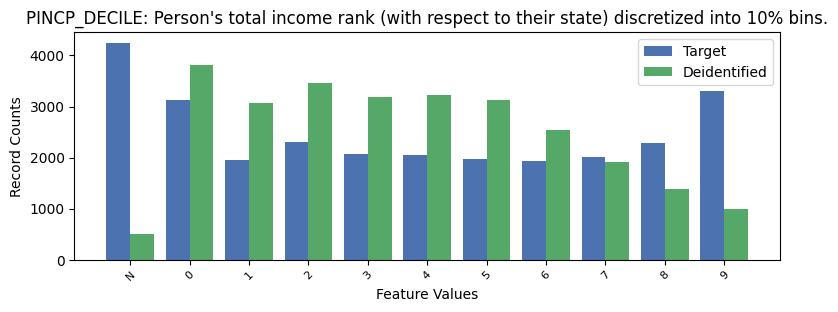 PINCP_DECILE: Person's total income rank (with respect to their state) discretized into 10% bins.
Target
Deidentified
Record Counts
4000
3000
2000
1000
0
N 0 1 2 3 4 5 6 7 8 9
Feature Values